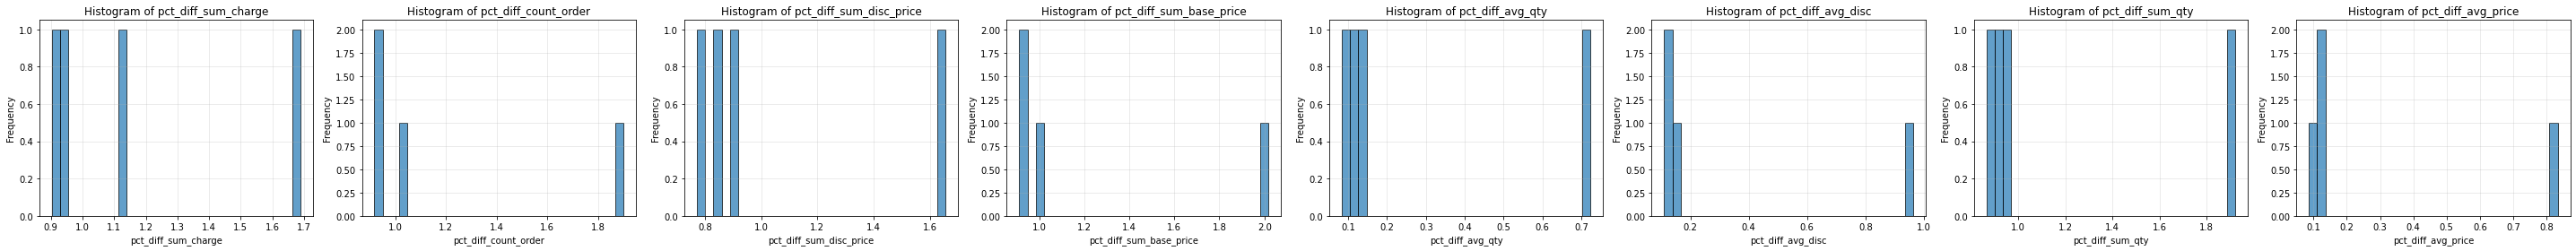 Histogram of pct_diff_sum_charge
Frequency
1.0
0.8
0.6
0.4
0.2
0.0
0.9 1.0 1.1 1.2 1.3 1.4 1.5 1.6 1.7
pct_diff_sum_charge
Histogram of pct_diff_count_order
Frequency
2.00
1.75
1.50
1.25
1.00
0.75
0.50
0.25
0.00
1.0 1.2 1.4 1.6 1.8
pct_diff_count_order
Histogram of pct_diff_sum_disc_price
Frequency
1.0
0.8
0.6
0.4
0.2
0.0
0.8 1.0 1.2 1.4 1.6
pct_diff_sum_disc_price
Histogram of pct_diff_sum_base_price
Frequency
2.00
1.75
1.50
1.25
1.00
0.75
0.50
0.25
0.00
1.0 1.2 1.4 1.6 1.8 2.0
pct_diff_sum_base_price
Histogram of pct_diff_avg_qty
Frequency
1.0
0.8
0.6
0.4
0.2
0.0
0.1 0.2 0.3 0.4 0.5 0.6 0.7
pct_diff_avg_qty
Histogram of pct_diff_avg_disc
Frequency
2.00
1.75
1.50
1.25
1.00
0.75
0.50
0.25
0.00
0.2 0.4 0.6 0.8 1.0
pct_diff_avg_disc
Histogram of pct_diff_sum_qty
Frequency
1.0
0.8
0.6
0.4
0.2
0.0
1.0 1.2 1.4 1.6 1.8
pct_diff_sum_qty
Histogram of pct_diff_avg_price
Frequency
2.00
1.75
1.50
1.25
1.00
0.75
0.50
0.25
0.00
0.1 0.2 0.3 0.4 0.5 0.6 0.7 0.8
pct_diff_avg_price